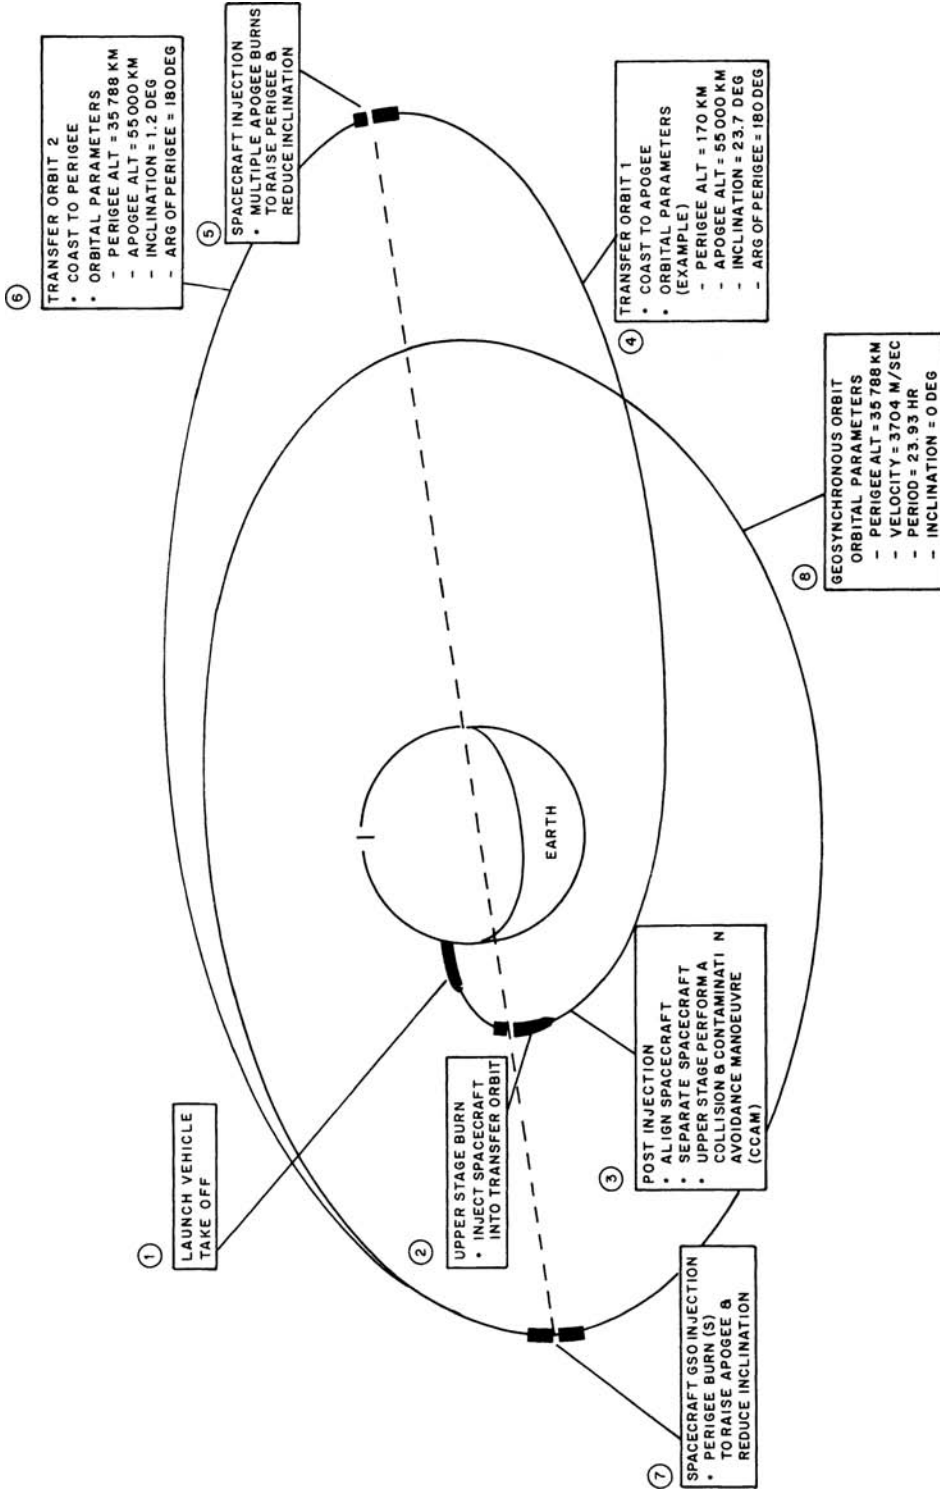 ①
LAUNCH VEHICLE
TAKE OFF
②
UPPER STAGE BURN
• INJECT SPACECRAFT
INTO TRANSFER ORBIT
③
POST INJECTION
• ALIGN SPACECRAFT
• SEPARATE SPACECRAFT
• UPPER STAGE PERFORM A
COLLISION & CONTAMINATI N
AVOIDANCE MANOEUVRE
(CCAM)
④
TRANSFER ORBIT 1
• COAST TO APOGEE
• ORBITAL PARAMETERS
(EXAMPLE)
– PERIGEE ALT = 170 KM
– APOGEE ALT = 55 000 KM
– INCLINATION = 23.7 DEG
– ARG OF PERIGEE = 180 DEG
⑤
SPACECRAFT INJECTION
• MULTIPLE APOGEE BURNS
TO RAISE PERIGEE &
REDUCE INCLINATION
⑥
TRANSFER ORBIT 2
• COAST TO PERIGEE
• ORBITAL PARAMETERS
– PERIGEE ALT = 35 788 KM
– APOGEE ALT = 55 000 KM
– INCLINATION = 1.2 DEG
– ARG OF PERIGEE = 180 DEG
⑦
SPACECRAFT GSO INJECTION
• PERIGEE BURN (S)
TO RAISE APOGEE &
REDUCE INCLINATION
⑧
GEOSYNCHRONOUS ORBIT
ORBITAL PARAMETERS
– PERIGEE ALT = 35 788 KM
– VELOCITY = 3704 M/SEC
– PERIOD = 23.93 HR
– INCLINATION = 0 DEG
EARTH